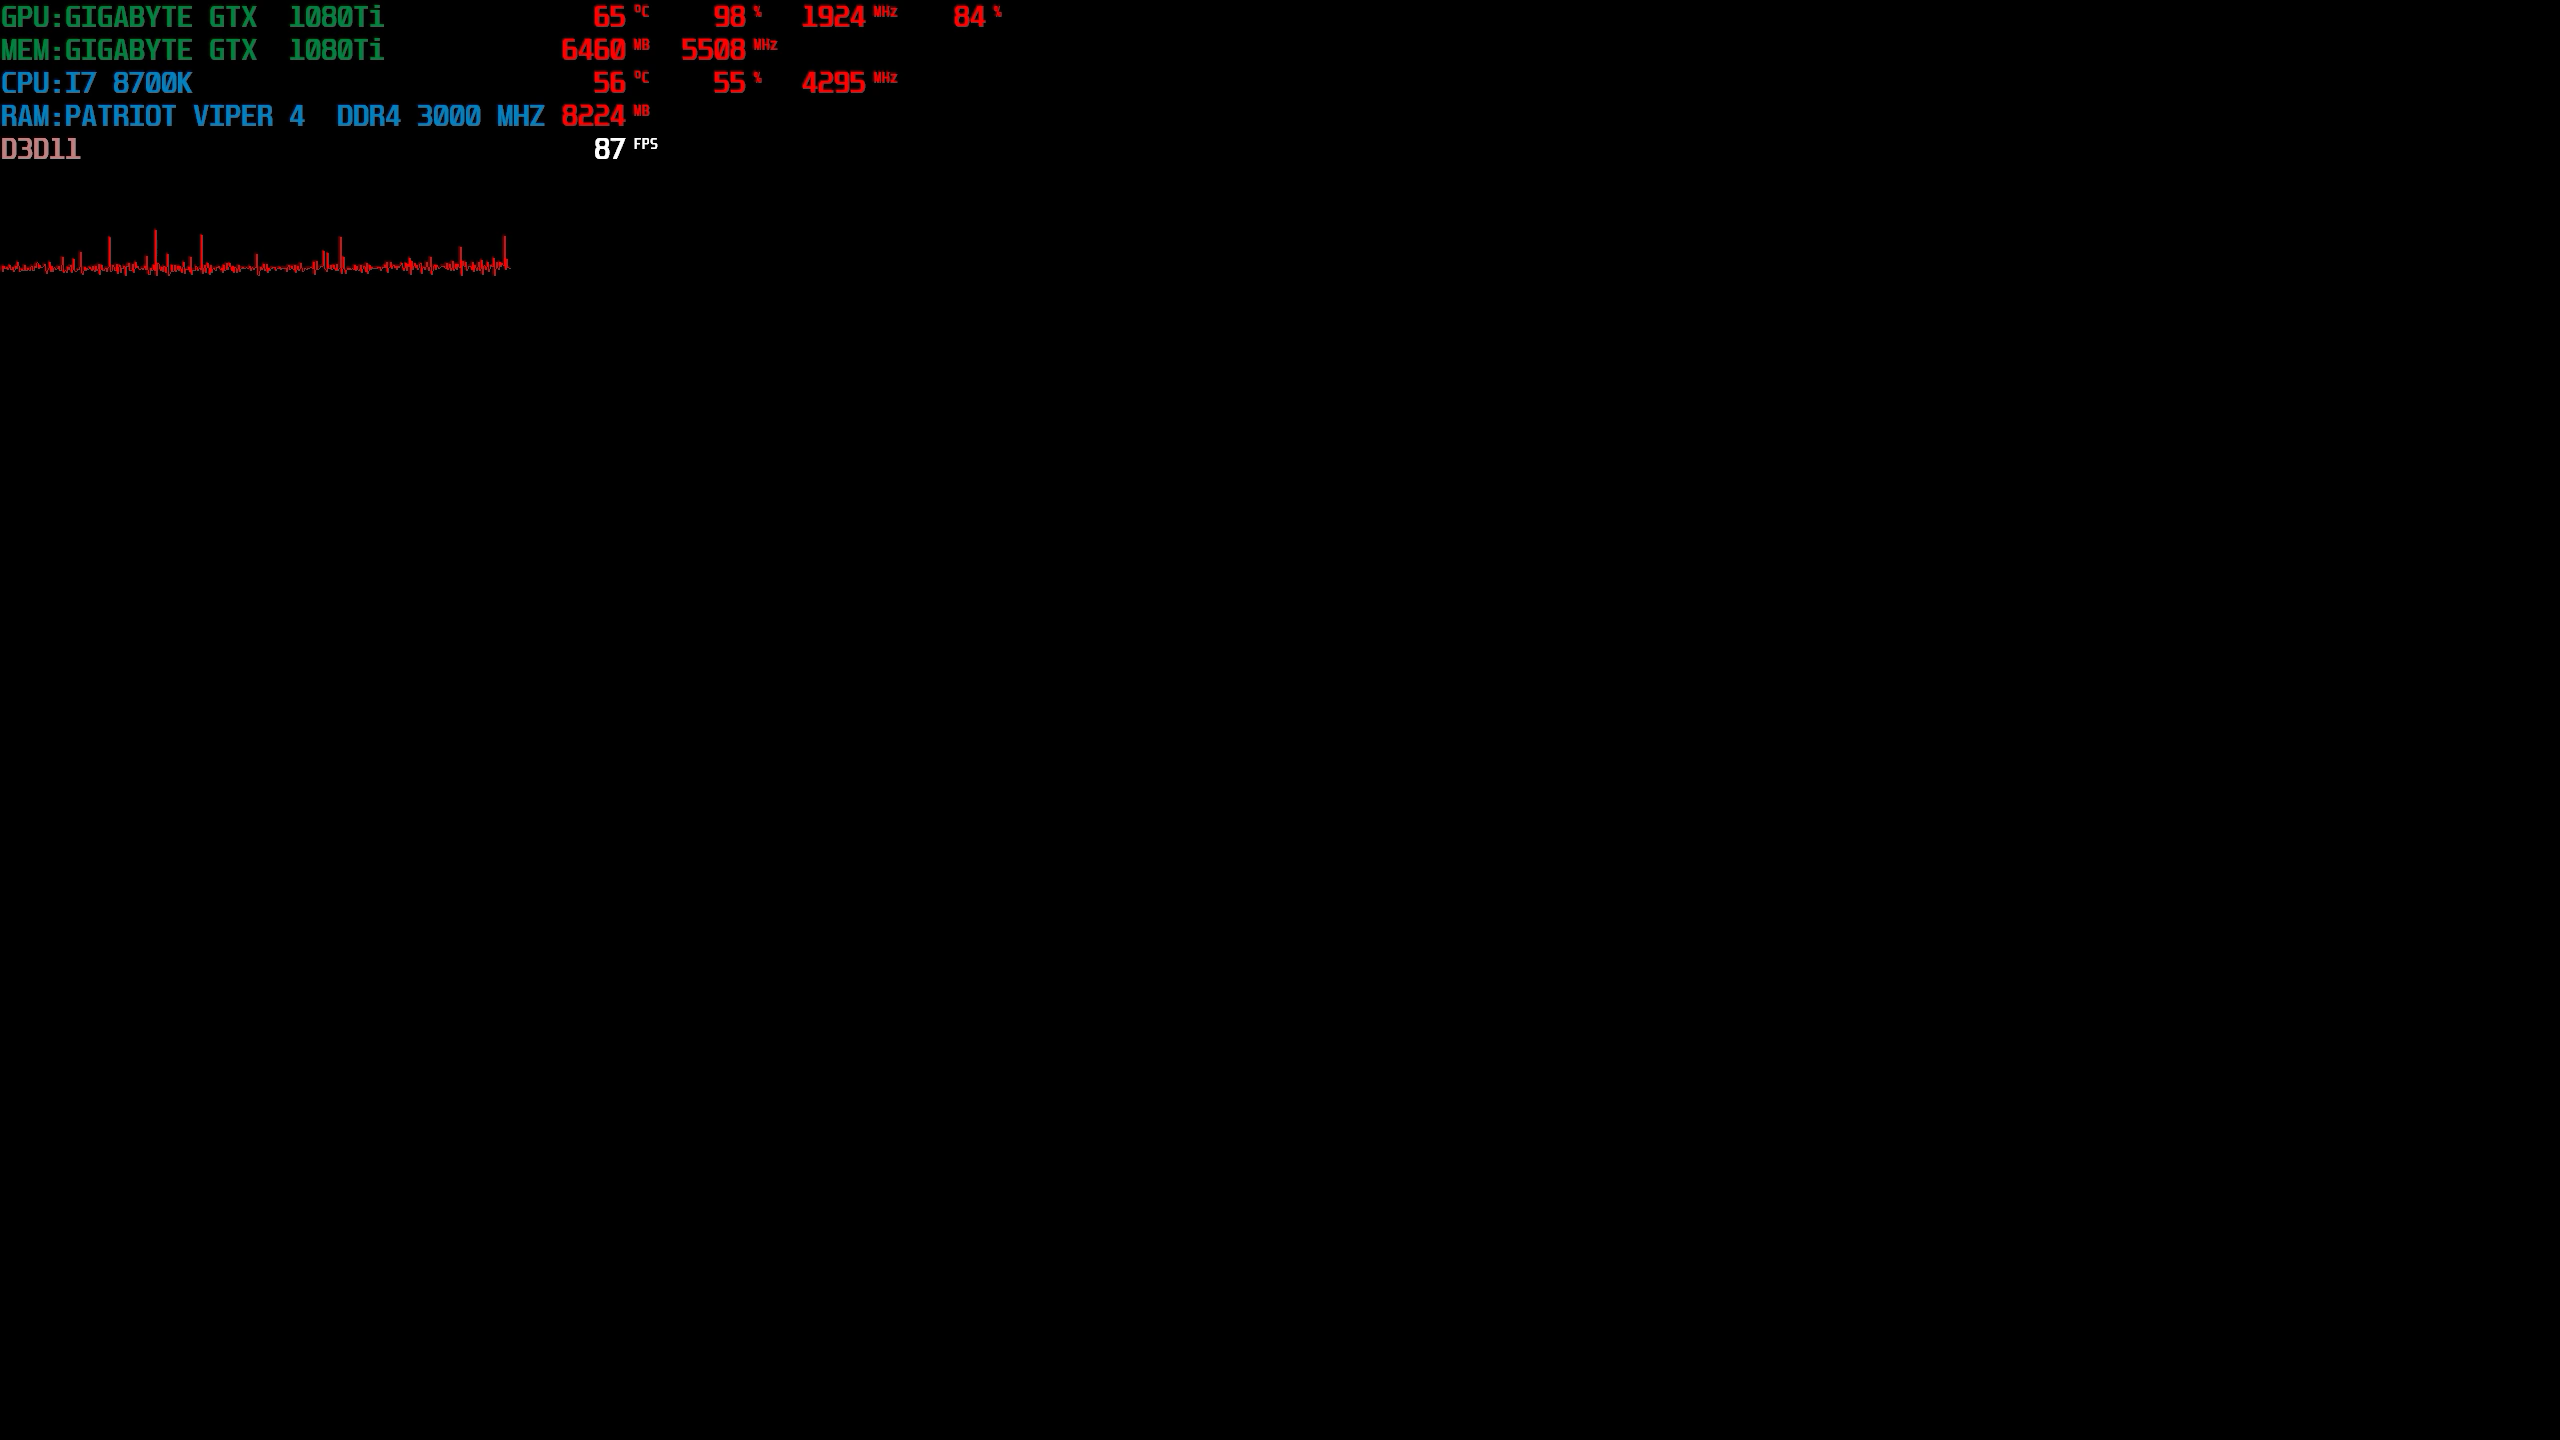 GPU:GIGABYTE GTX  1080Ti 65 °C 98 % 1924 MHz 84 %
MEM:GIGABYTE GTX  1080Ti 6460 MB 5508 MHz
CPU:I7 8700K 56 °C 55 % 4295 MHz
RAM:PATRIOT VIPER 4  DDR4 3000 MHZ 8224 MB
D3D11 87 FPS